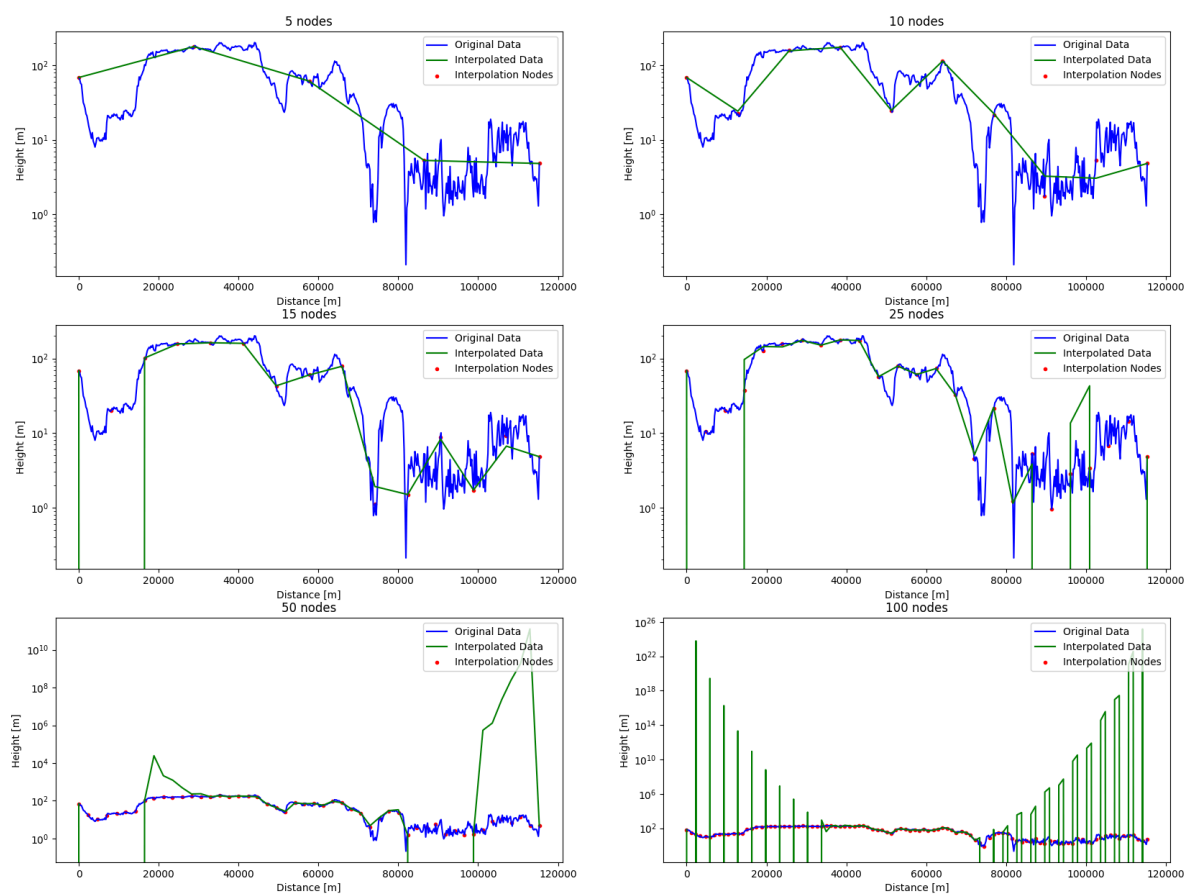 5 nodes
Height [m]
10²
10¹
10⁰
Original Data
Interpolated Data
Interpolation Nodes
0 20000 40000 60000 80000 100000 120000
Distance [m]
10 nodes
Height [m]
10²
10¹
10⁰
Original Data
Interpolated Data
Interpolation Nodes
0 20000 40000 60000 80000 100000 120000
Distance [m]
15 nodes
Height [m]
10²
10¹
10⁰
Original Data
Interpolated Data
Interpolation Nodes
0 20000 40000 60000 80000 100000 120000
Distance [m]
25 nodes
Height [m]
10²
10¹
10⁰
Original Data
Interpolated Data
Interpolation Nodes
0 20000 40000 60000 80000 100000 120000
Distance [m]
50 nodes
Height [m]
10¹⁰
10⁸
10⁶
10⁴
10²
10⁰
Original Data
Interpolated Data
Interpolation Nodes
0 20000 40000 60000 80000 100000 120000
Distance [m]
100 nodes
Height [m]
10²⁶
10²²
10¹⁸
10¹⁴
10¹⁰
10⁶
10²
Original Data
Interpolated Data
Interpolation Nodes
0 20000 40000 60000 80000 100000 120000
Distance [m]